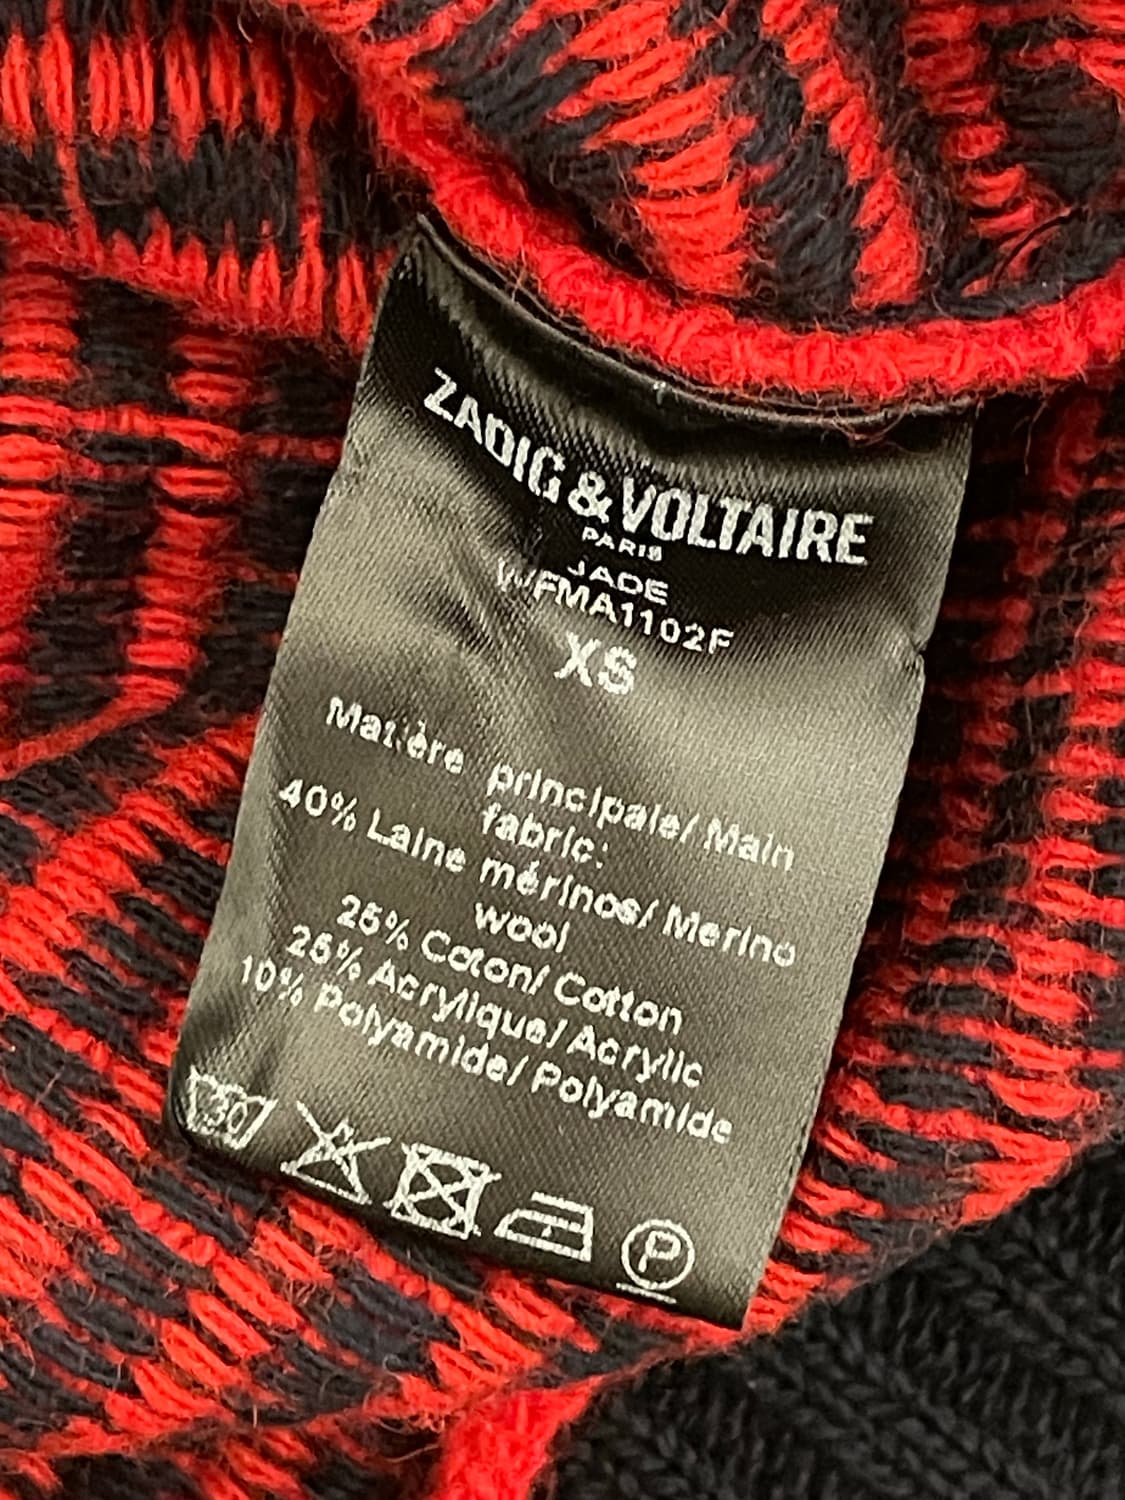 ZADIG & VOLTAIRE
PARIS
JADE
WFMA1102F
XS
Matière principale/ Main
fabric:
40% Laine mérinos/ Merino
wool
25% Coton/ Cotton
25% Acrylique/ Acrylic
10% Polyamide/ Polyamide
30
P